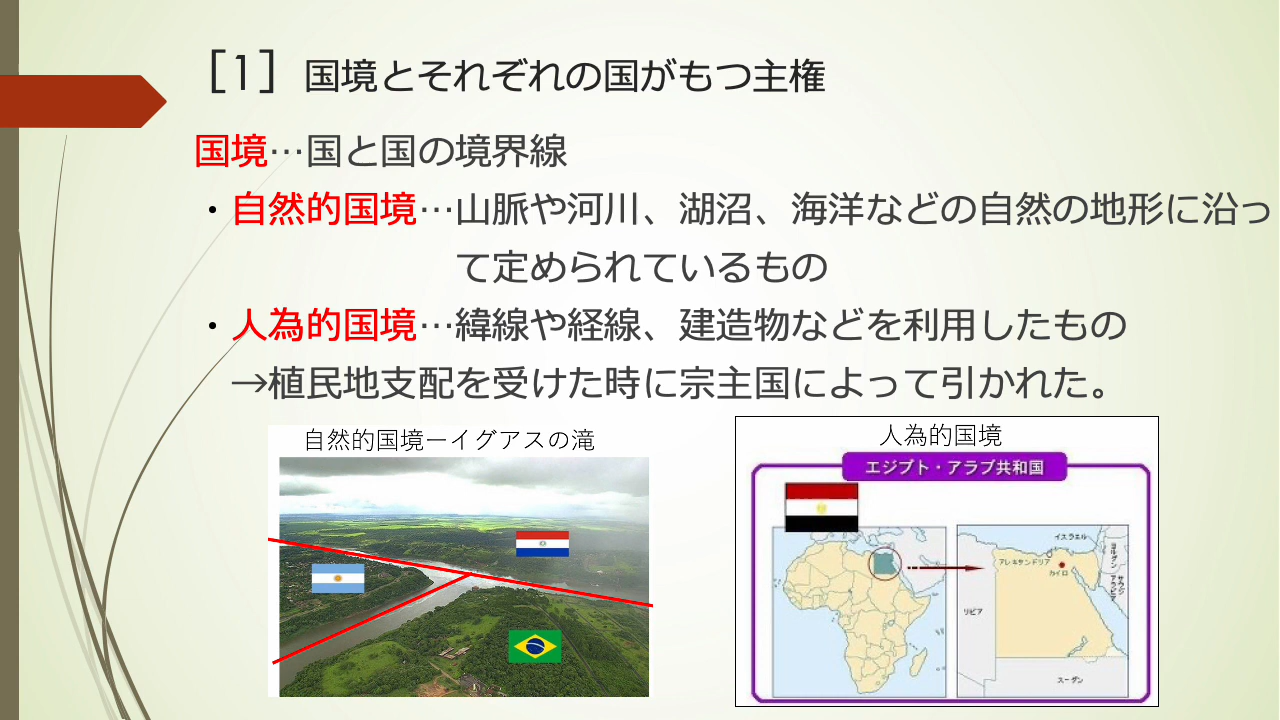 ［1］国境とそれぞれの国がもつ主権
国境…国と国の境界線
・自然的国境…山脈や河川、湖沼、海洋などの自然の地形に沿っ
て定められているもの
・人為的国境…緯線や経線、建造物などを利用したもの
→植民地支配を受けた時に宗主国によって引かれた。
自然的国境ーイグアスの滝
人為的国境
エジプト・アラブ共和国
イスラエル
ヨルダン
アレキサンドリア
カイロ
サウジ
アラビア
リビア
スーダン